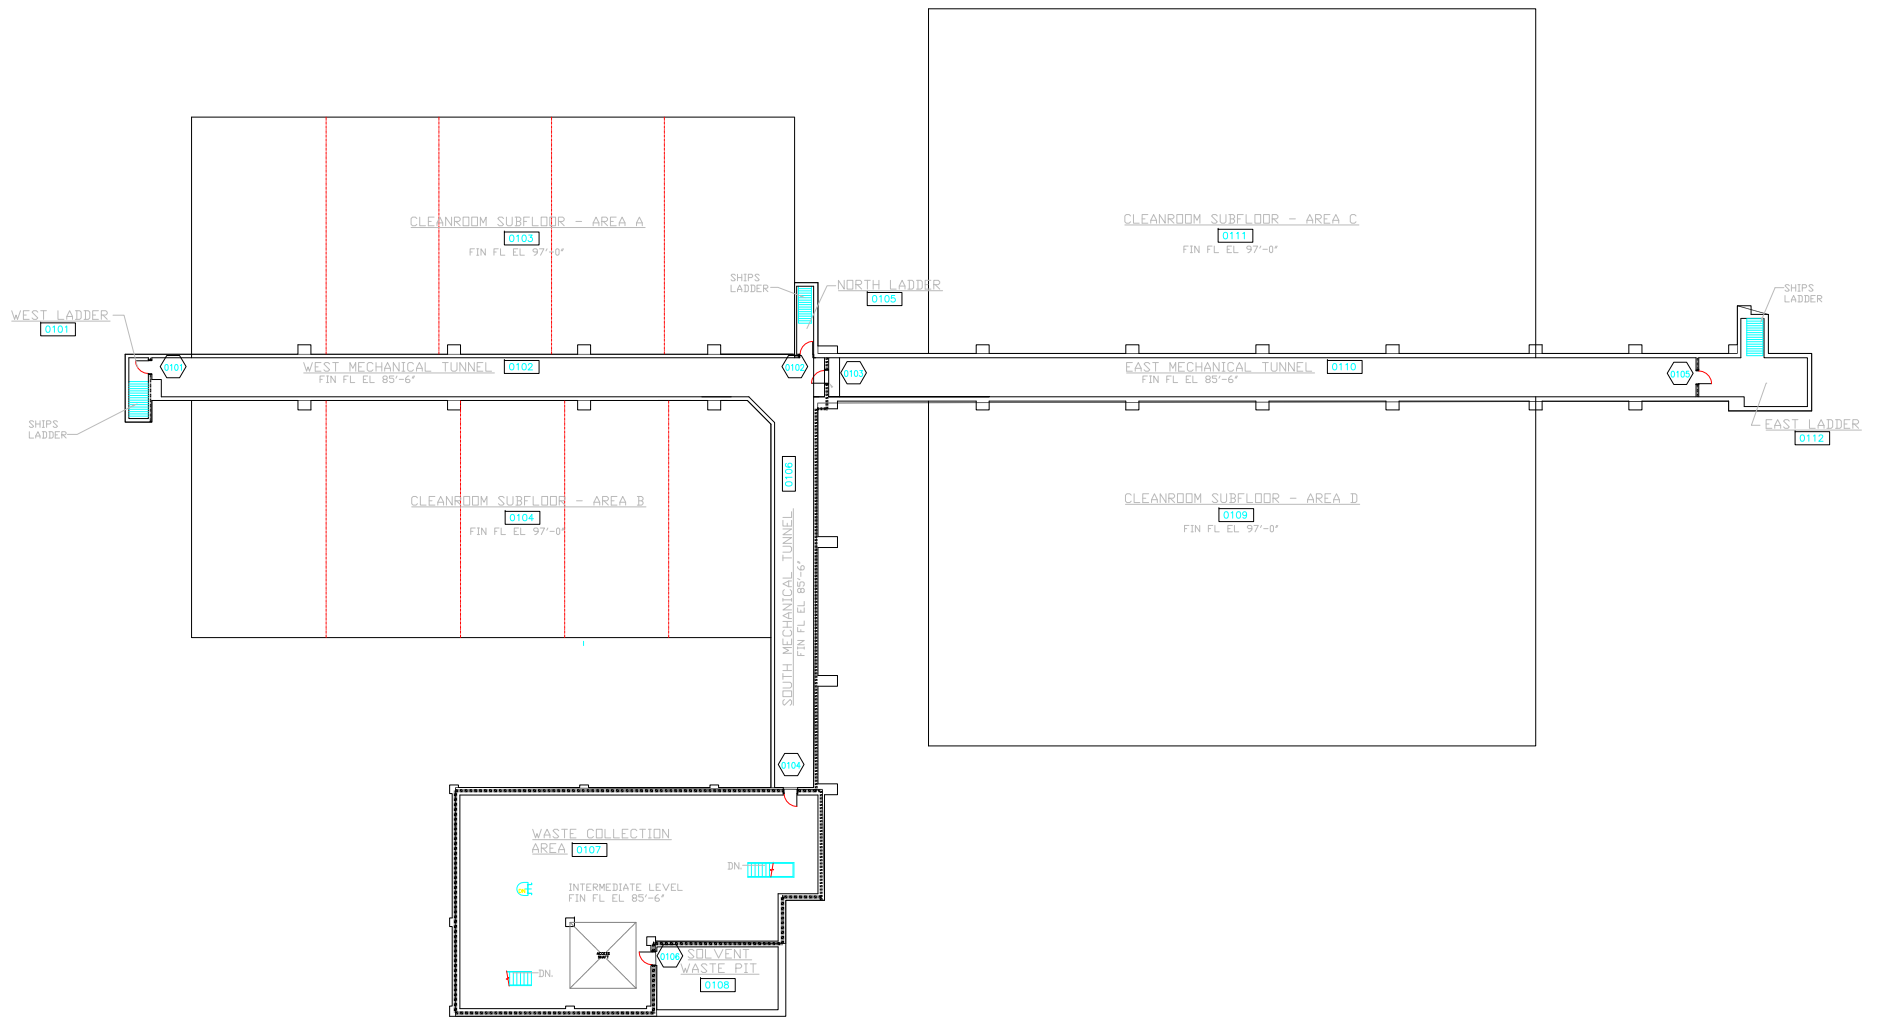 CLEANROOM SUBFLOOR - AREA A
0103
FIN FL EL 97'-0"
CLEANROOM SUBFLOOR - AREA C
0111
FIN FL EL 97'-0"
SHIPS
LADDER
NORTH LADDER
0105
SHIPS
LADDER
WEST LADDER
0101
0101
WEST MECHANICAL TUNNEL
0102
FIN FL EL 85'-6"
0102
0103
EAST MECHANICAL TUNNEL
0110
FIN FL EL 85'-6"
0105
SHIPS
LADDER
EAST LADDER
0112
CLEANROOM SUBFLOOR - AREA B
0104
FIN FL EL 97'-0"
0106
SOUTH MECHANICAL TUNNEL
FIN FL EL 85'-6"
CLEANROOM SUBFLOOR - AREA D
0109
FIN FL EL 97'-0"
0104
WASTE COLLECTION
AREA
0107
DN.
INTERMEDIATE LEVEL
FIN FL EL 85'-6"
ACCESS
SHAFT
DN.
0106
SOLVENT
WASTE PIT
0108